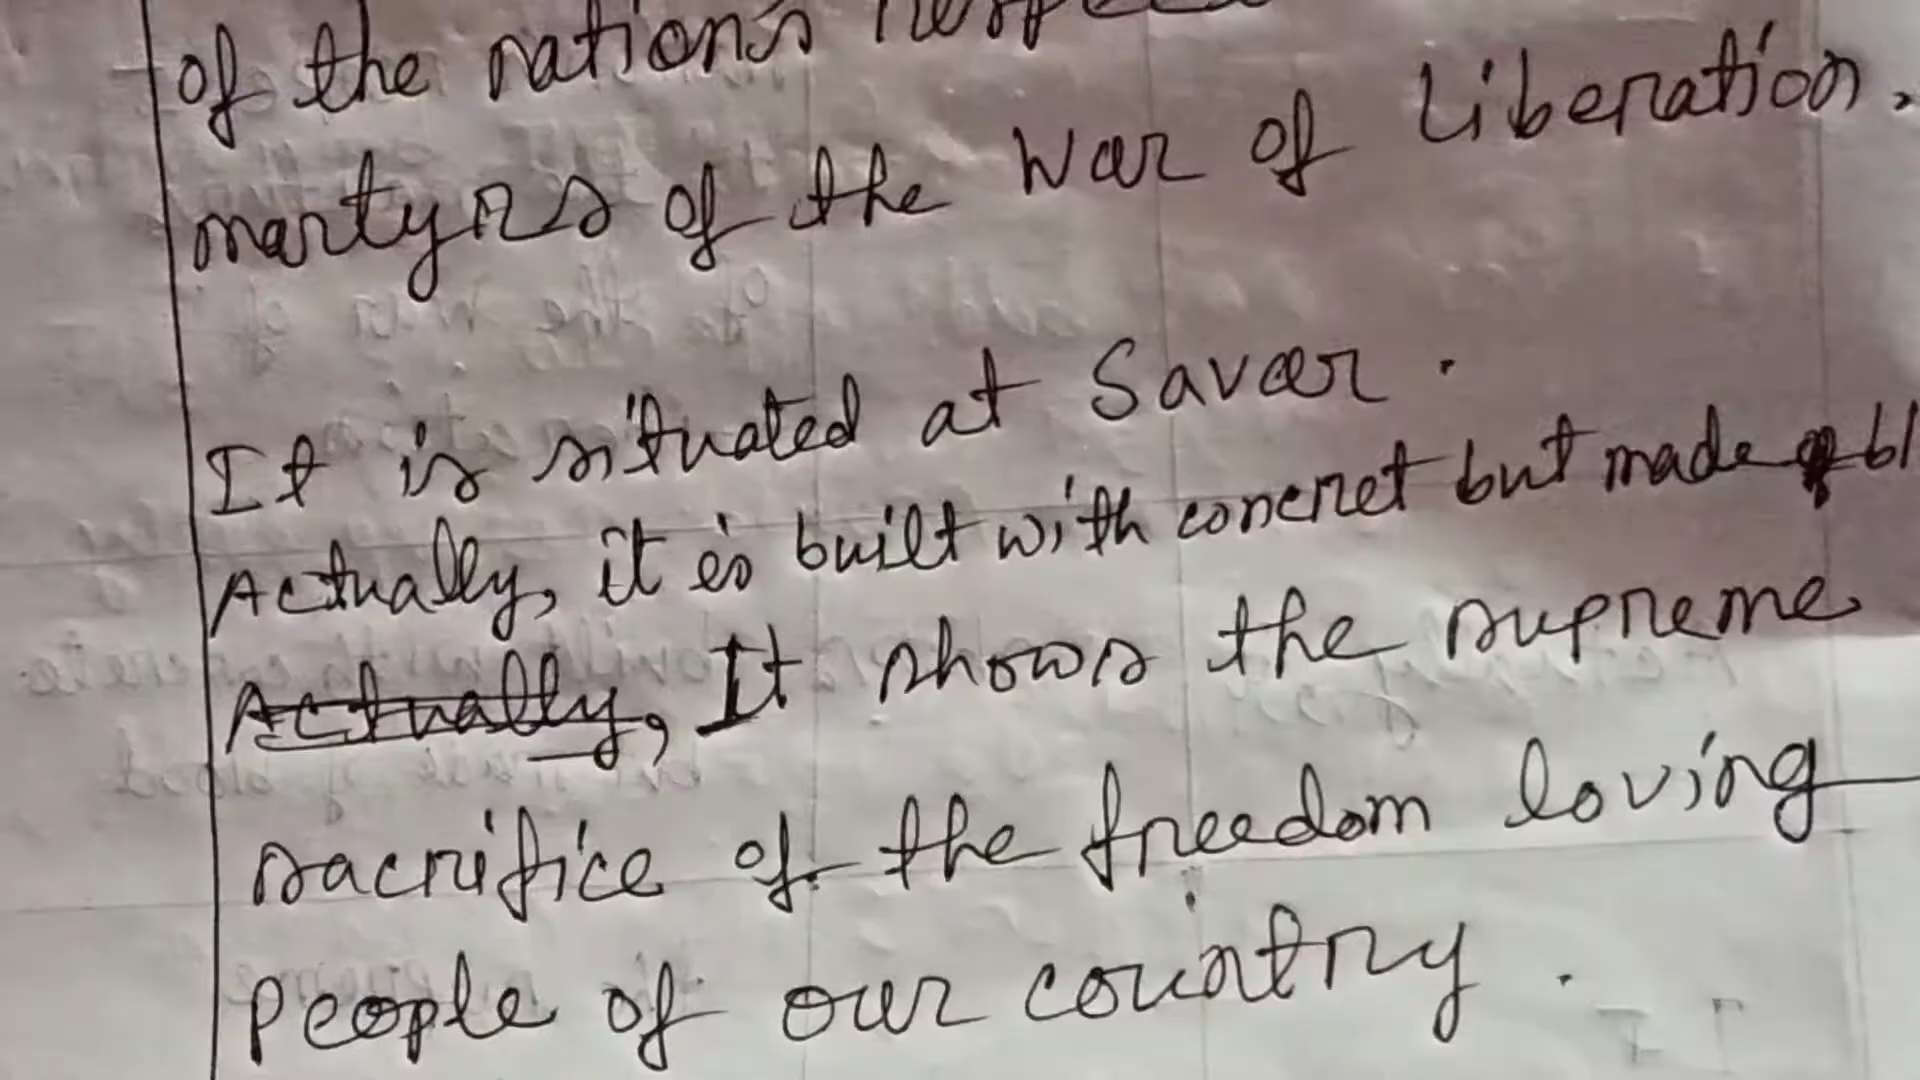 of the nation's
martyrs of the War of Liberation.
It is situated at Savar.
Actually, it is built with concret but made
Actually, It shows the supreme
sacrifice of the freedom loving
people of our country.